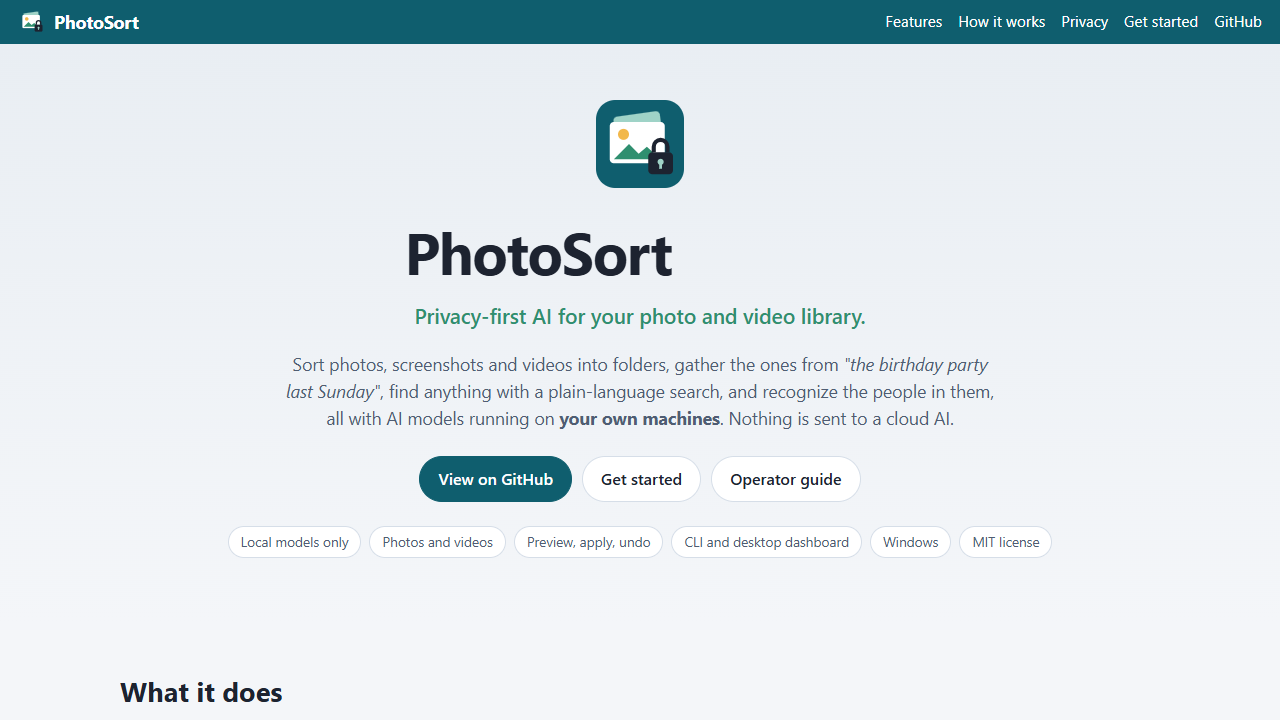 PhotoSort
Features How it works Privacy Get started GitHub
PhotoSort
Privacy-first AI for your photo and video library.
Sort photos, screenshots and videos into folders, gather the ones from "the birthday party
last Sunday", find anything with a plain-language search, and recognize the people in them,
all with AI models running on your own machines. Nothing is sent to a cloud AI.
View on GitHub Get started Operator guide
Local models only Photos and videos Preview, apply, undo CLI and desktop dashboard Windows MIT license
What it does